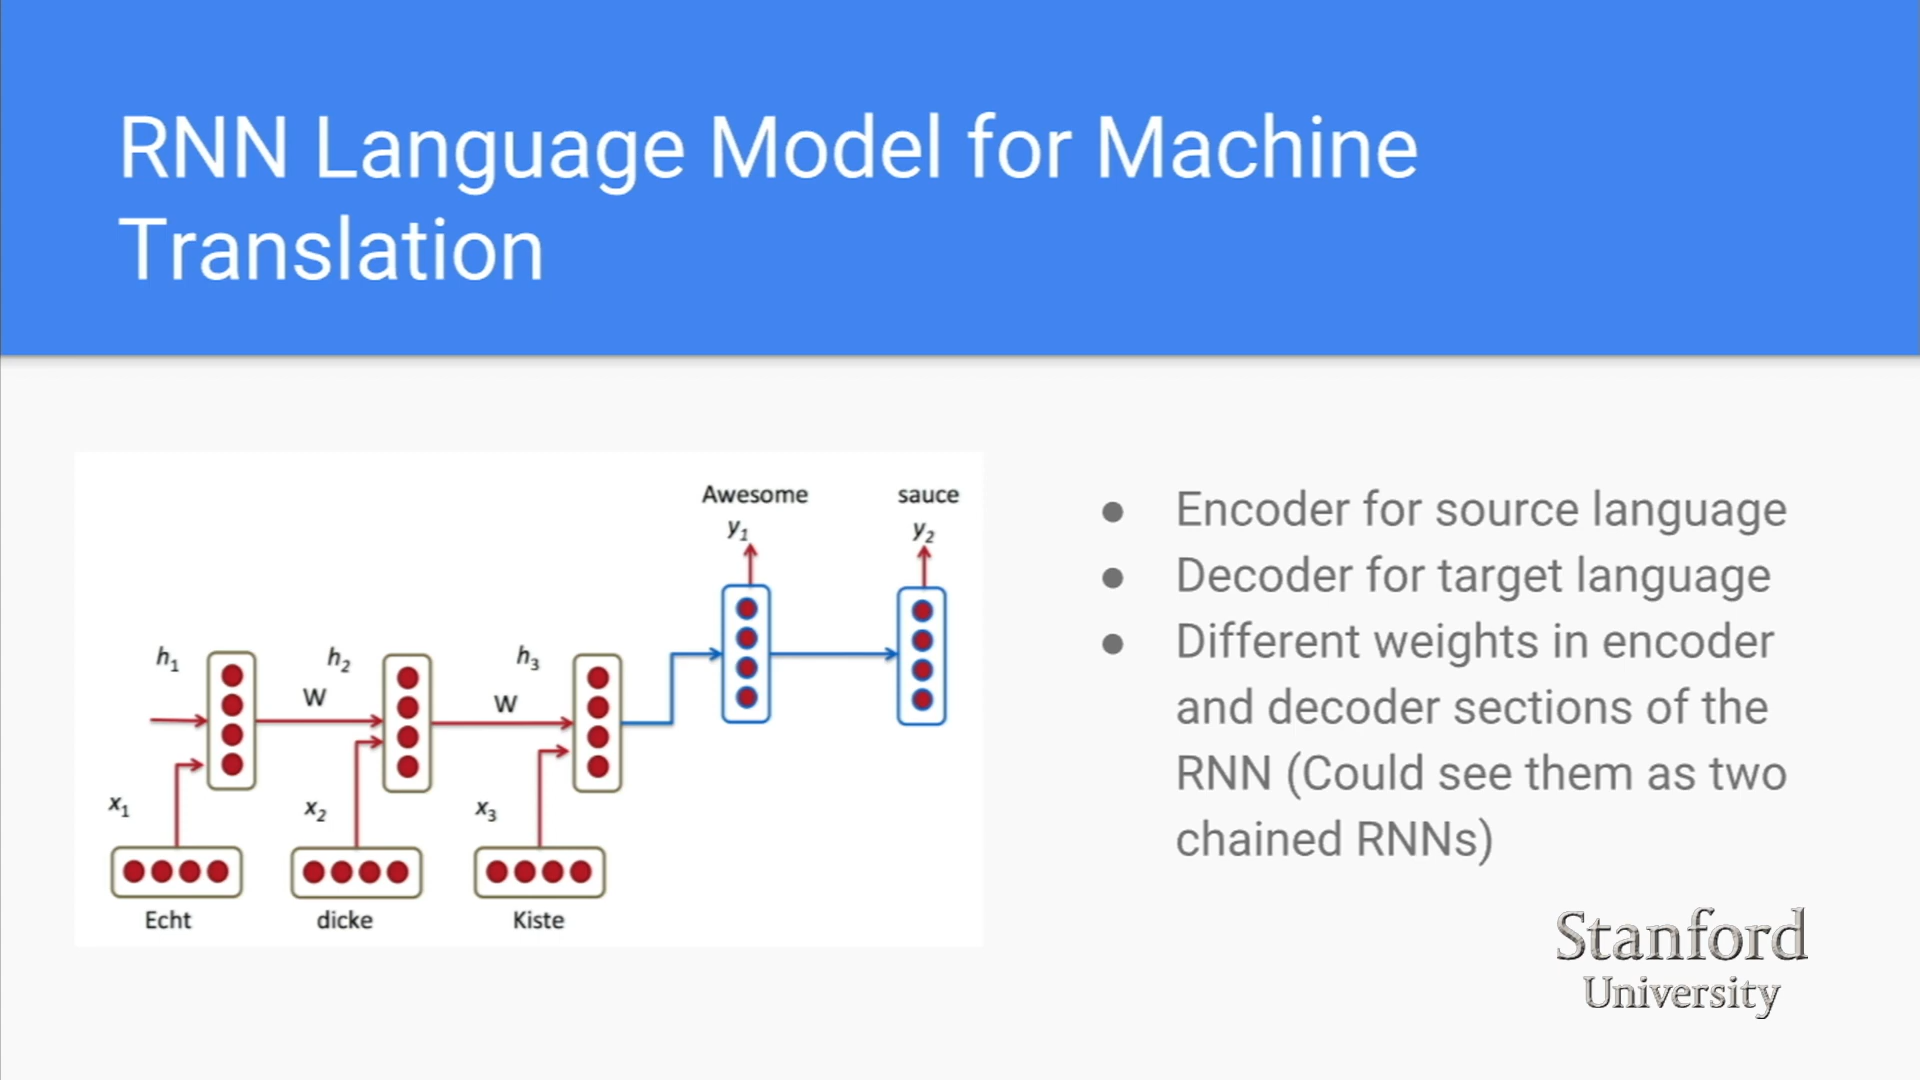 RNN Language Model for Machine
Translation
Awesome sauce
y1 y2
h1 h2 h3
W W
x1 x2 x3
Echt dicke Kiste
● Encoder for source language
● Decoder for target language
● Different weights in encoder
and decoder sections of the
RNN (Could see them as two
chained RNNs)
Stanford
University